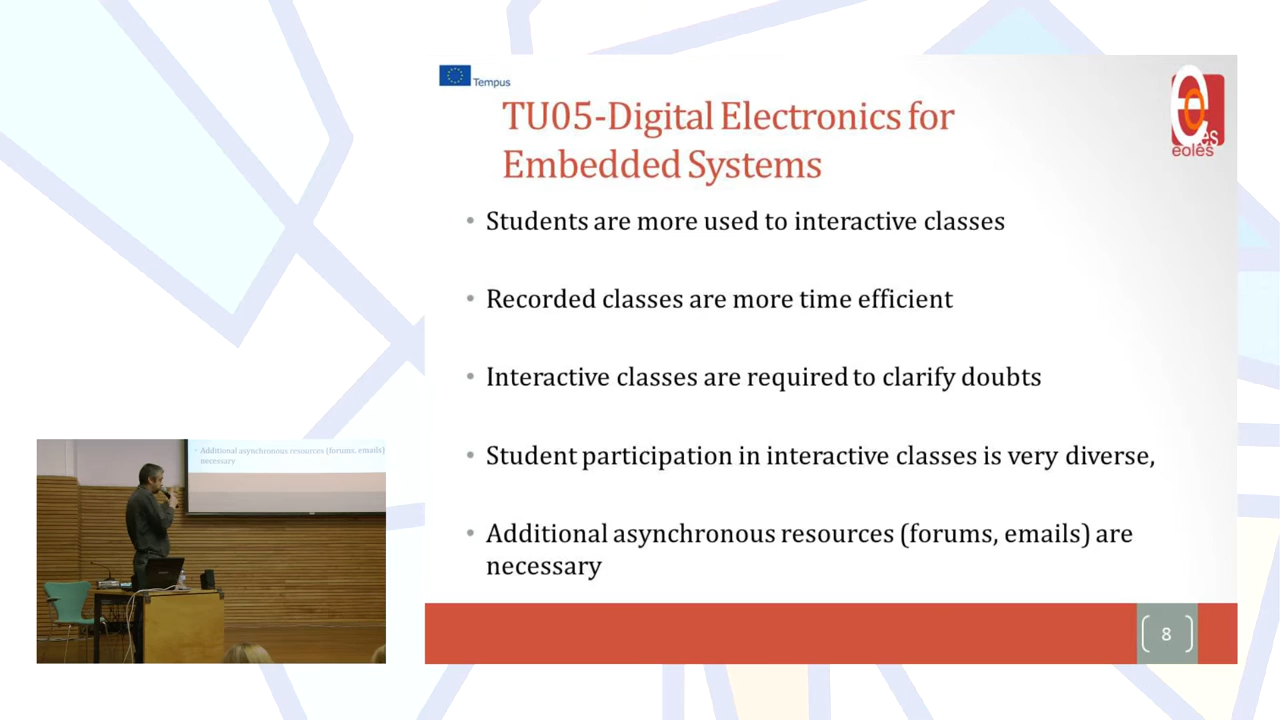 Tempus
TU05-Digital Electronics for
Embedded Systems
es
eolès
• Students are more used to interactive classes
• Recorded classes are more time efficient
• Interactive classes are required to clarify doubts
• Student participation in interactive classes is very diverse,
• Additional asynchronous resources (forums, emails) are
necessary
8
• Additional asynchronous resources (forums, emails)
necessary